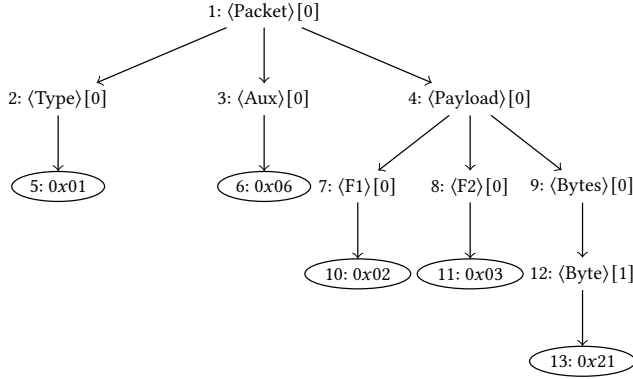 1: ⟨Packet⟩[0]
2: ⟨Type⟩[0] 3: ⟨Aux⟩[0] 4: ⟨Payload⟩[0]
5: 0x01 6: 0x06 7: ⟨F1⟩[0] 8: ⟨F2⟩[0] 9: ⟨Bytes⟩[0]
10: 0x02 11: 0x03 12: ⟨Byte⟩[1]
13: 0x21